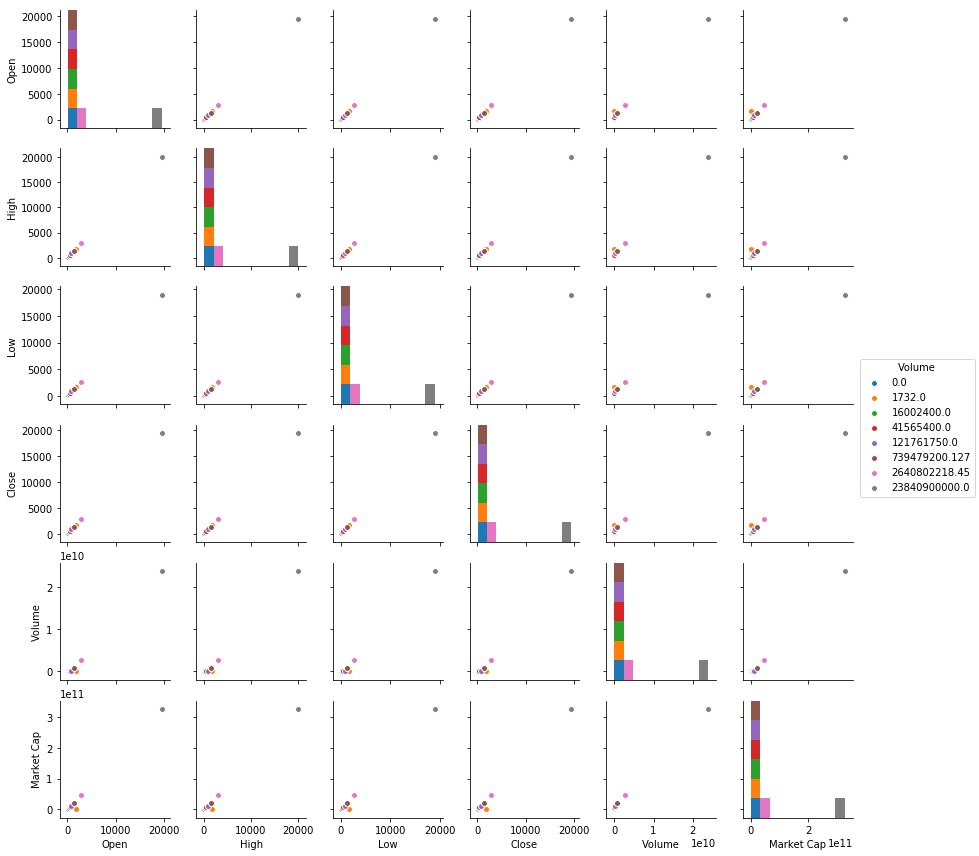 20000
15000
10000
5000
0
Open
20000
15000
10000
5000
0
High
20000
15000
10000
5000
0
Low
20000
15000
10000
5000
0
Close
1e10
2
1
0
Volume
1e11
3
2
1
0
Market Cap
0 10000 20000
Open
0 10000 20000
High
0 10000 20000
Low
0 10000 20000
Close
0 1 2
Volume 1e10
0 2
Market Cap 1e11
Volume
0.0
1732.0
16002400.0
41565400.0
121761750.0
739479200.127
2640802218.45
23840900000.0